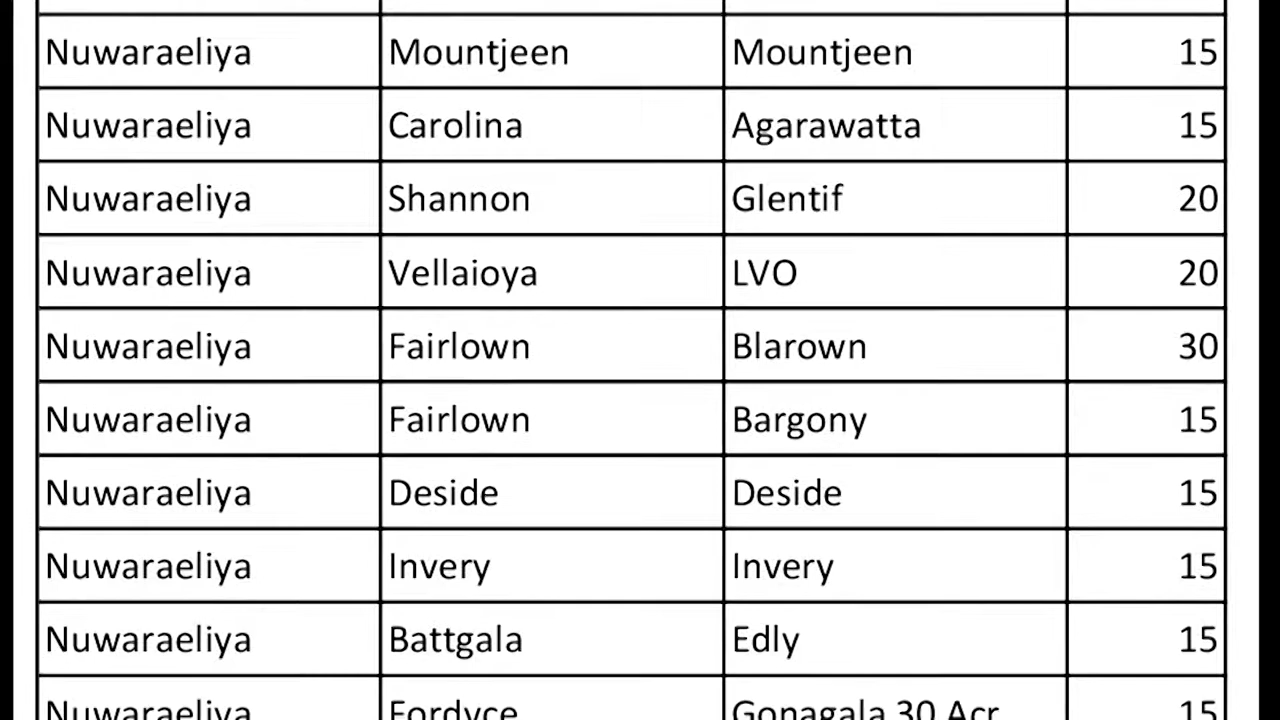 Nuwaraeliya Mountjeen Mountjeen 15
Nuwaraeliya Carolina Agarawatta 15
Nuwaraeliya Shannon Glentif 20
Nuwaraeliya Vellaioya LVO 20
Nuwaraeliya Fairlown Blarown 30
Nuwaraeliya Fairlown Bargony 15
Nuwaraeliya Deside Deside 15
Nuwaraeliya Invery Invery 15
Nuwaraeliya Battgala Edly 15
Nuwaraeliya Fordyce Gonagala 30 Acr 15